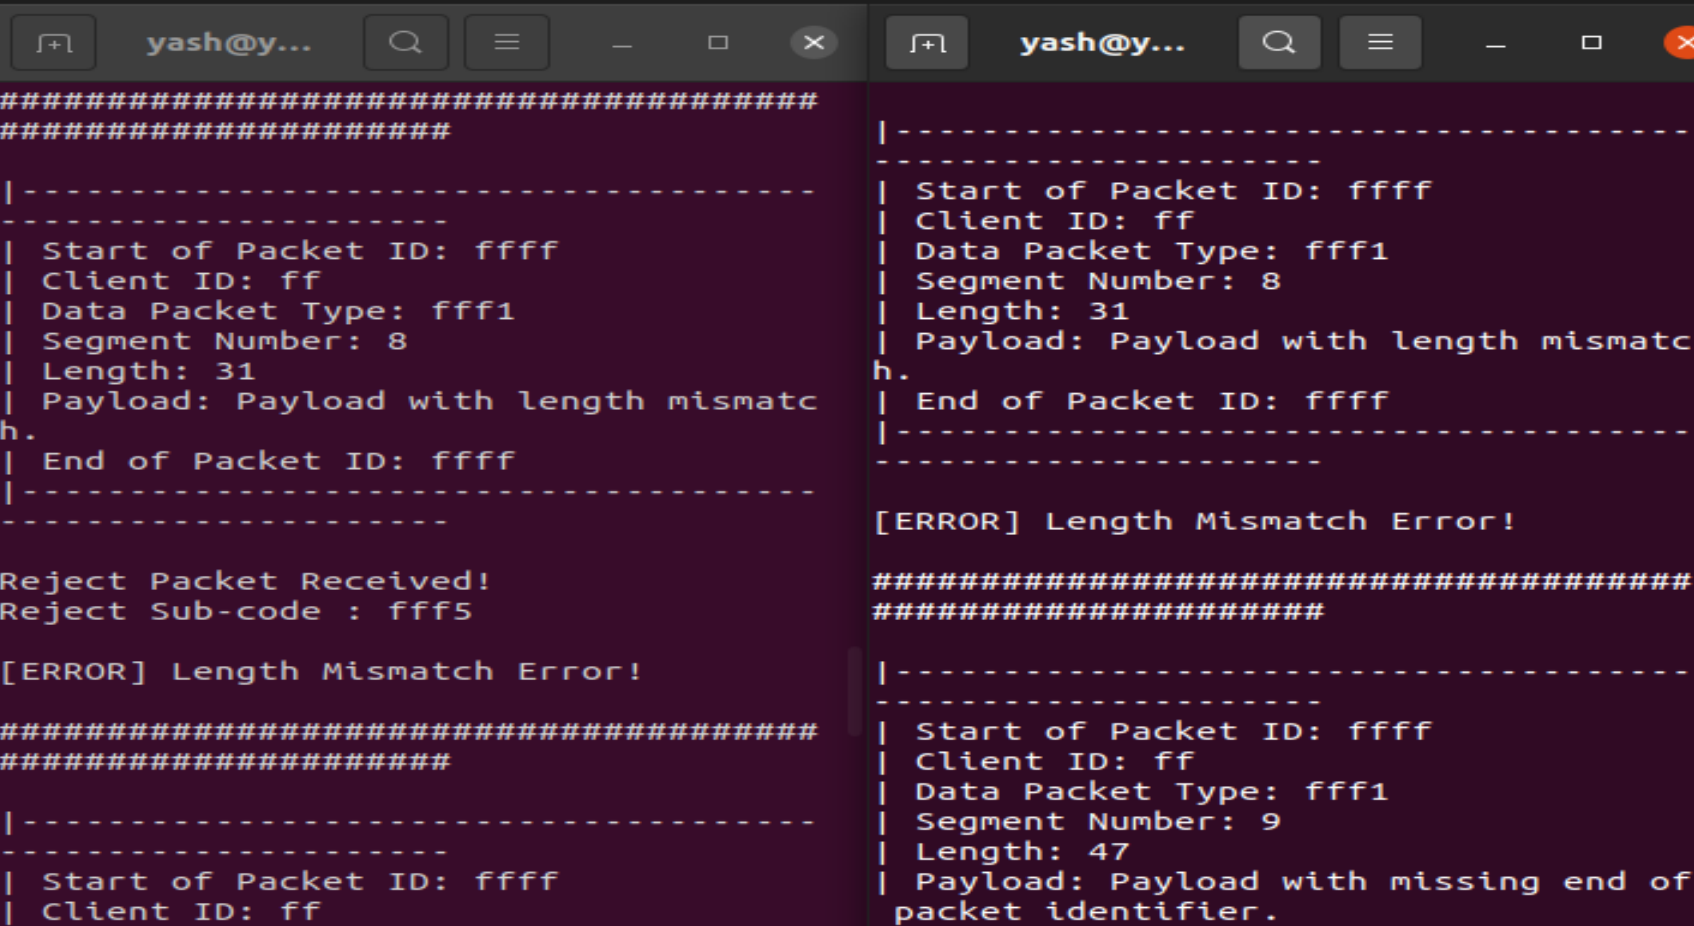 yash@y...
############################################################
|------------------------------------------------------------
| Start of Packet ID: ffff
| Client ID: ff
| Data Packet Type: fff1
| Segment Number: 8
| Length: 31
| Payload: Payload with length mismatc
h.
| End of Packet ID: ffff
|------------------------------------------------------------
Reject Packet Received!
Reject Sub-code : fff5
[ERROR] Length Mismatch Error!
############################################################
|------------------------------------------------------------
| Start of Packet ID: ffff
| Client ID: ff
yash@y...
|------------------------------------------------------------
| Start of Packet ID: ffff
| Client ID: ff
| Data Packet Type: fff1
| Segment Number: 8
| Length: 31
| Payload: Payload with length mismatc
h.
| End of Packet ID: ffff
|------------------------------------------------------------
[ERROR] Length Mismatch Error!
############################################################
|------------------------------------------------------------
| Start of Packet ID: ffff
| Client ID: ff
| Data Packet Type: fff1
| Segment Number: 9
| Length: 47
| Payload: Payload with missing end of
packet identifier.